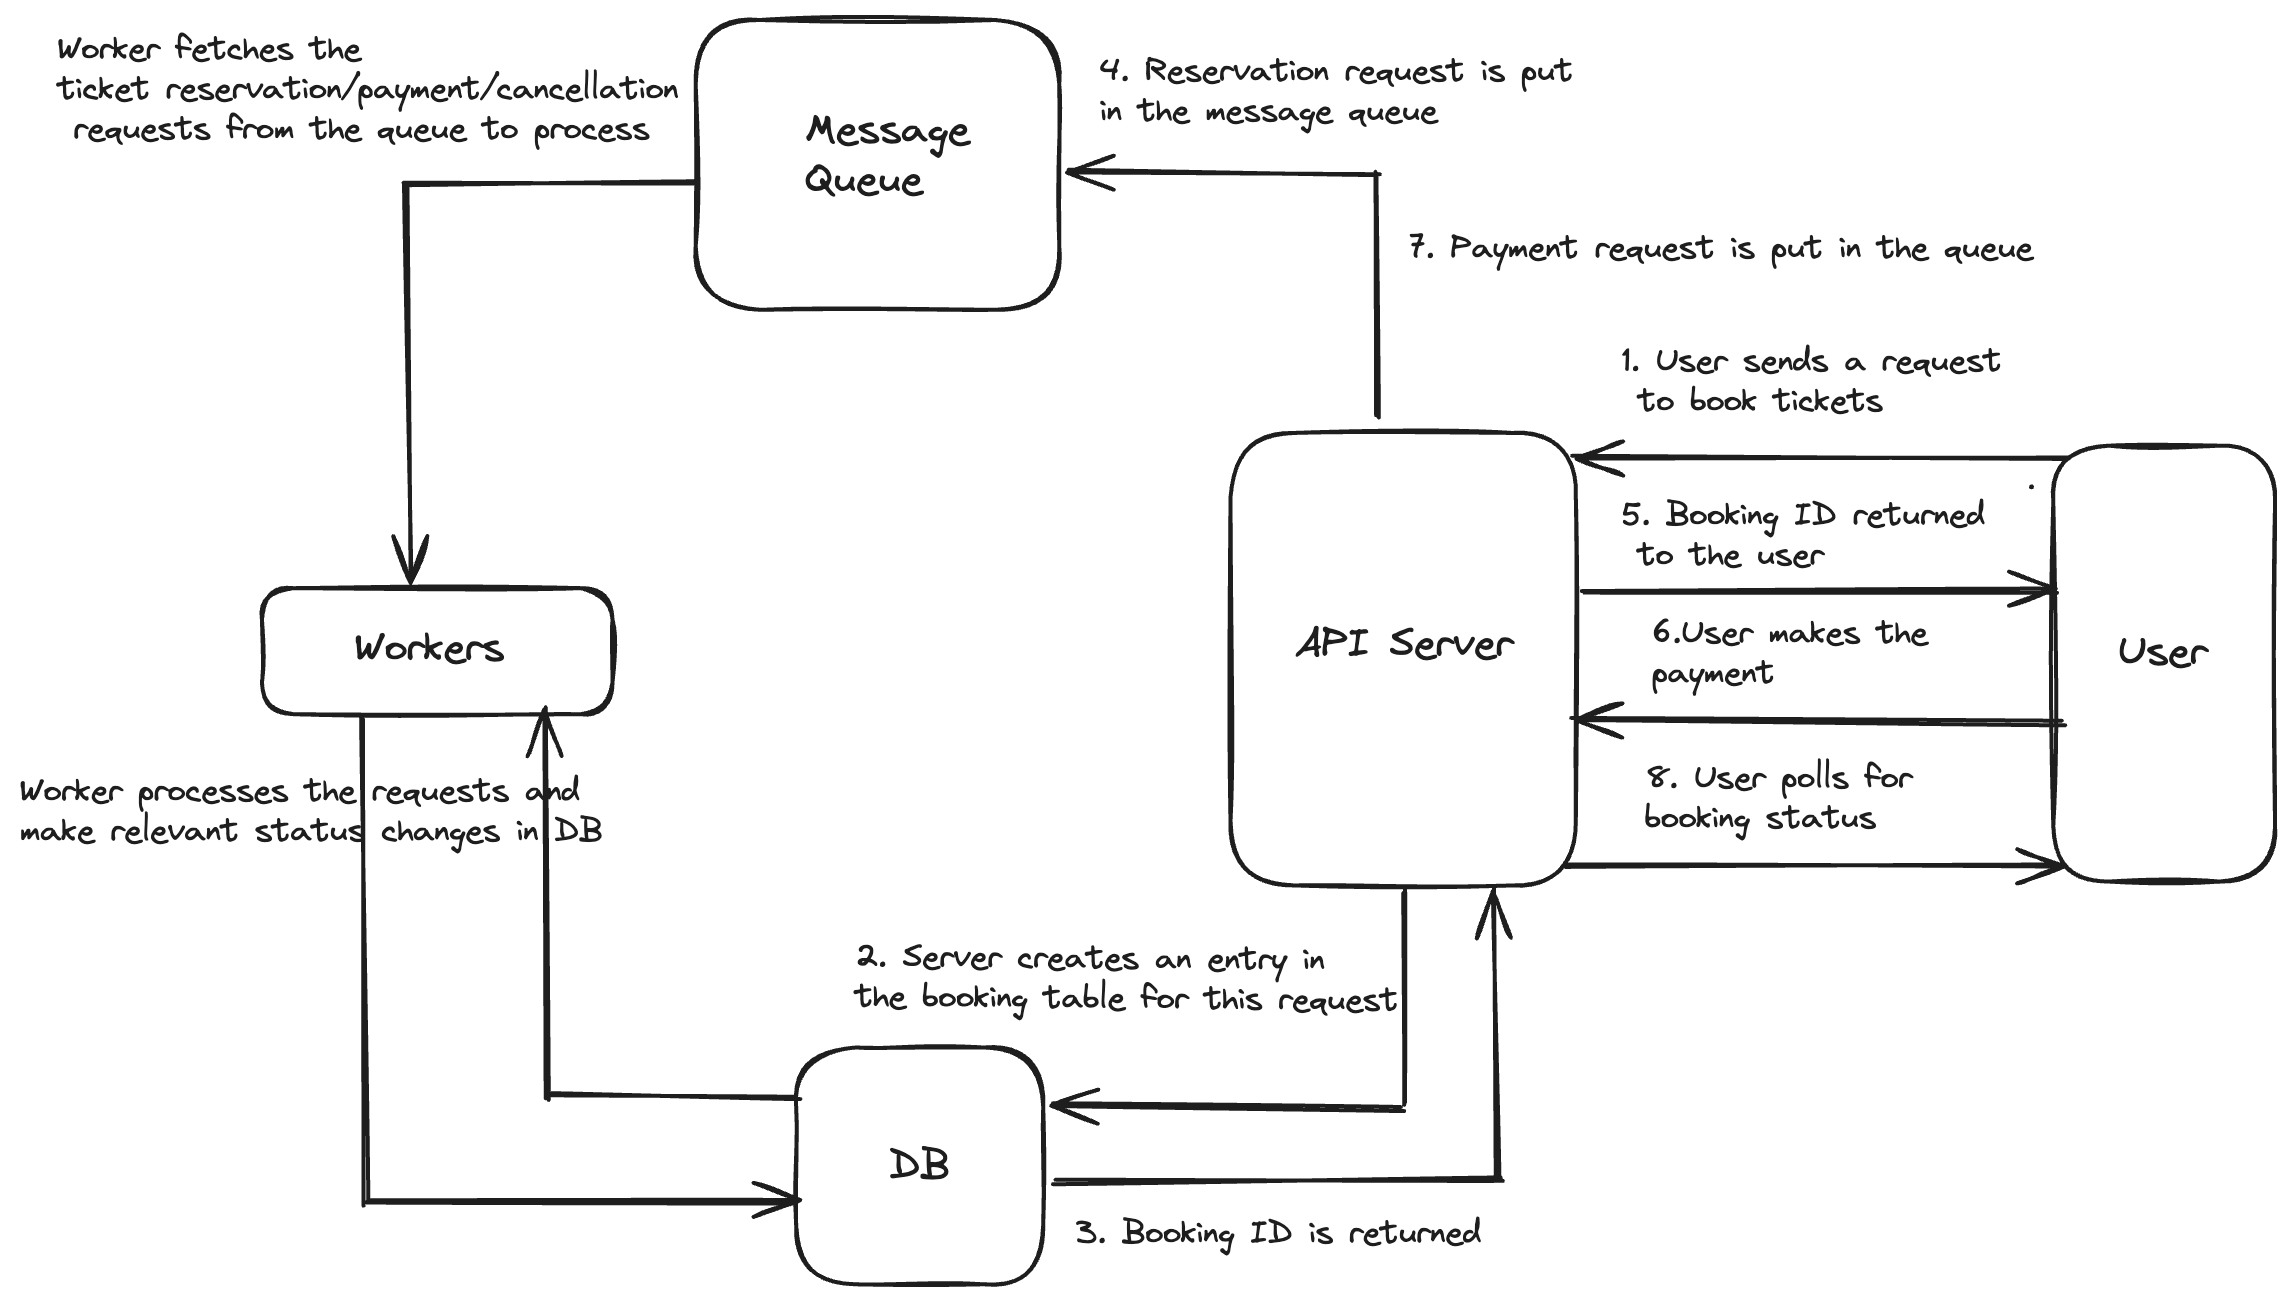 Worker fetches the
ticket reservation/payment/cancellation
requests from the queue to process
Message
Queue
4. Reservation request is put
in the message queue
7. Payment request is put in the queue
1. User sends a request
to book tickets
5. Booking ID returned
to the user
6.User makes the
payment
8. User polls for
booking status
API Server
User
Workers
Worker processes the requests and
make relevant status changes in DB
2. Server creates an entry in
the booking table for this request
DB
3. Booking ID is returned